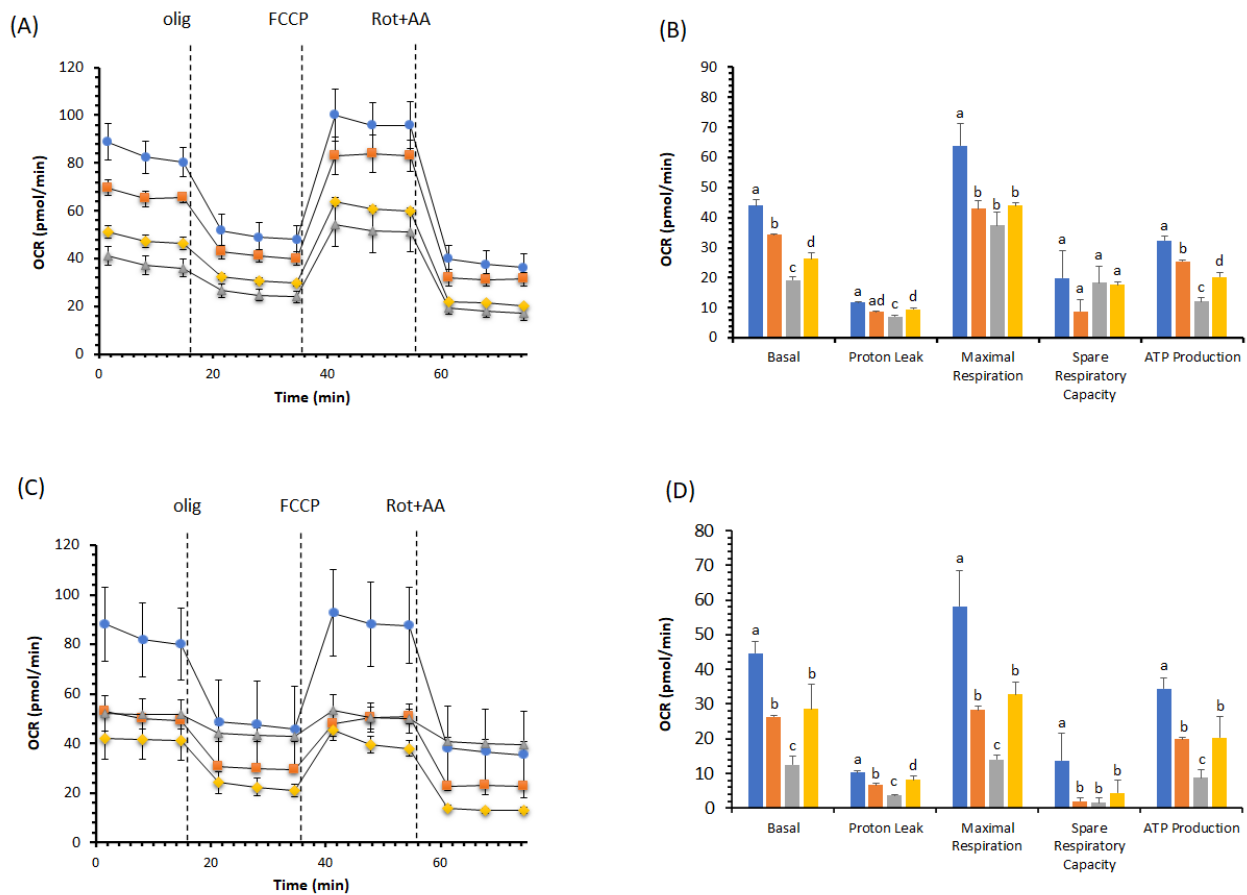 (A)
olig FCCP Rot+AA
120
100
80
60
40
20
0
OCR (pmol/min)
0 20 40 60
Time (min)
(B)
90
80
70
60
50
40
30
20
10
0
OCR (pmol/min)
a b c d
a ad c d
a b b b
a a a a
a b c d
Basal Proton Leak Maximal Respiration Spare Respiratory Capacity ATP Production
(C)
olig FCCP Rot+AA
120
100
80
60
40
20
0
OCR (pmol/min)
0 20 40 60
Time (min)
(D)
80
70
60
50
40
30
20
10
0
OCR (pmol/min)
a b c b
a b c d
a b c b
a b b b
a b c b
Basal Proton Leak Maximal Respiration Spare Respiratory Capacity ATP Production